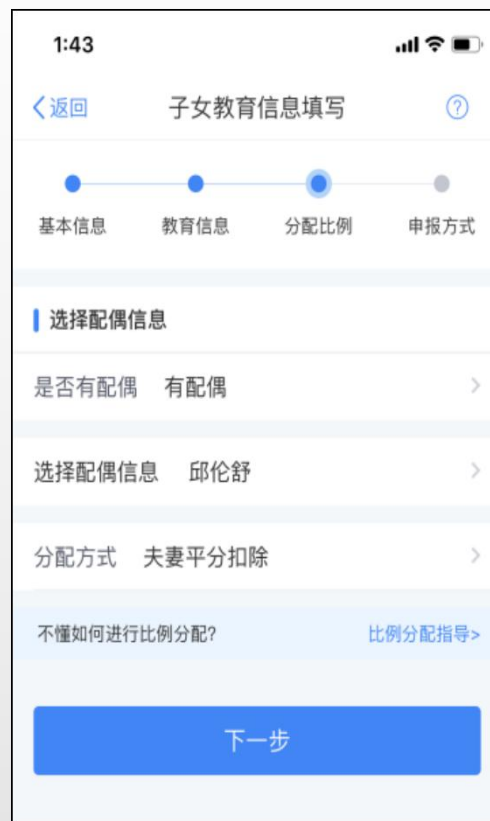 1:43
返回 子女教育信息填写 ?
基本信息 教育信息 分配比例 申报方式
选择配偶信息
是否有配偶 有配偶
选择配偶信息 邱伦舒
分配方式 夫妻平分扣除
不懂如何进行比例分配? 比例分配指导>
下一步